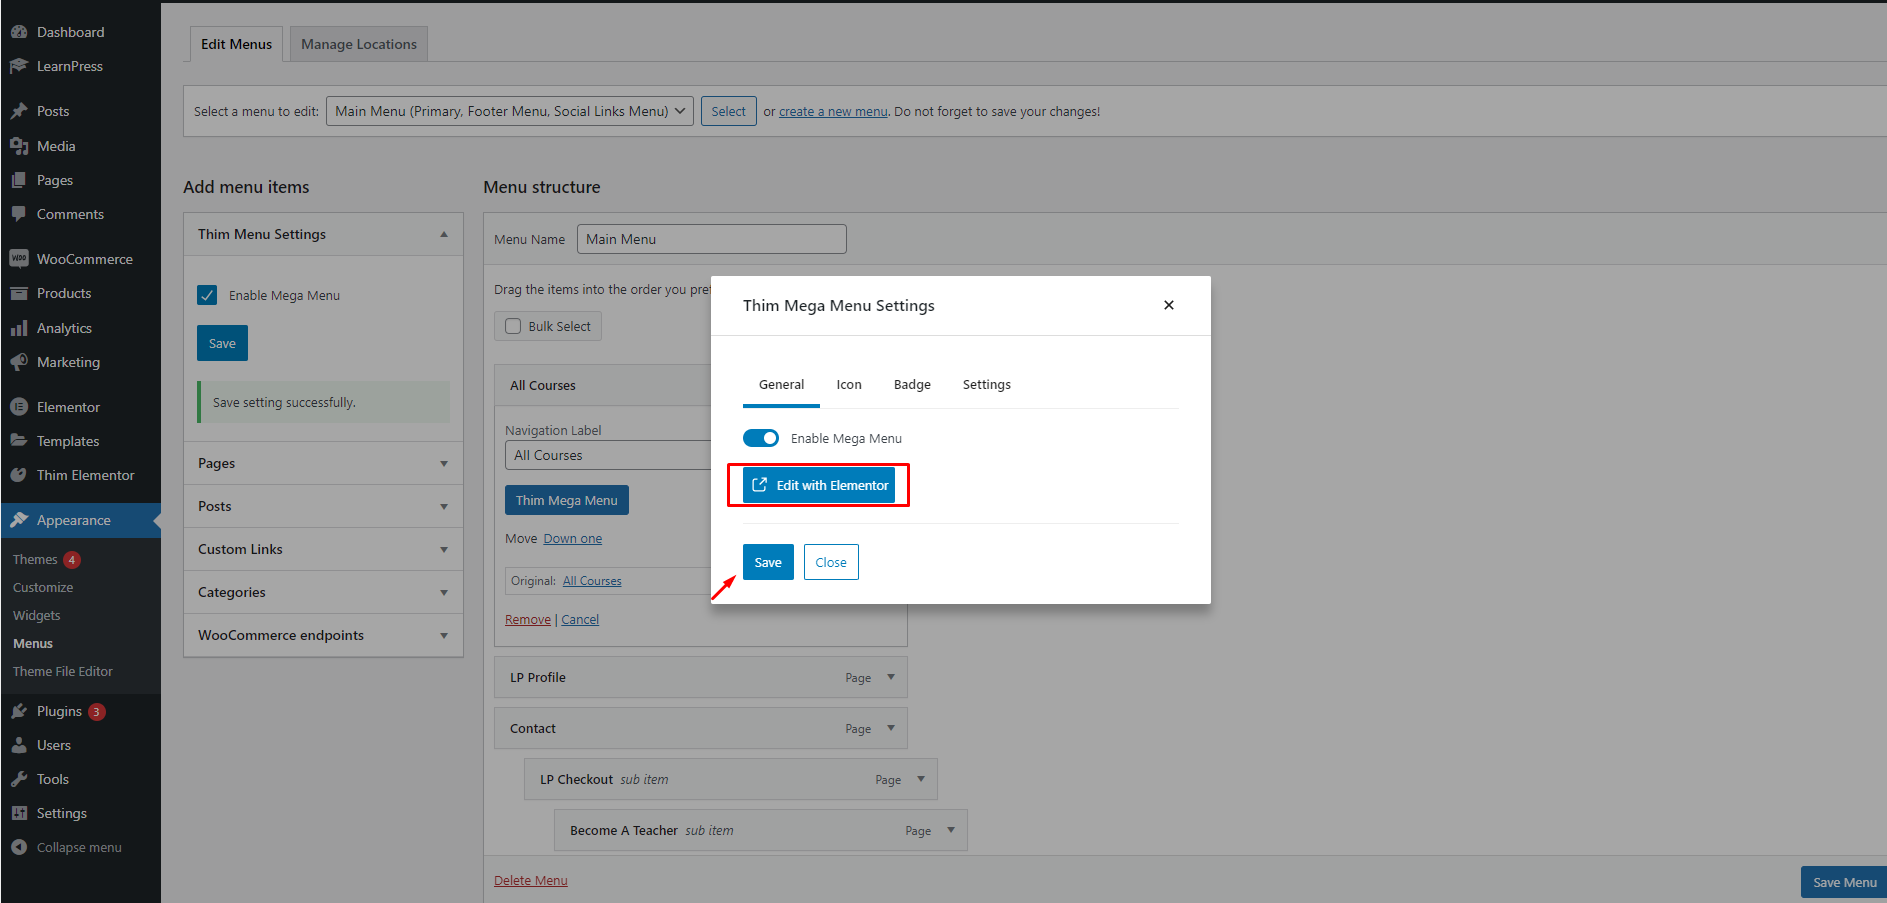 Dashboard
LearnPress
Posts
Media
Pages
Comments
WooCommerce
Products
Analytics
Marketing
Elementor
Templates
Thim Elementor
Appearance
Themes 4
Customize
Widgets
Menus
Theme File Editor
Plugins 3
Users
Tools
Settings
Collapse menu
Edit Menus
Manage Locations
Select a menu to edit: Main Menu (Primary, Footer Menu, Social Links Menu) Select or create a new menu. Do not forget to save your changes!
Add menu items
Thim Menu Settings
Enable Mega Menu
Save
Save setting successfully.
Pages
Posts
Custom Links
Categories
WooCommerce endpoints
Menu structure
Menu Name Main Menu
Drag the items into the order you pref
Bulk Select
All Courses
Navigation Label
All Courses
Thim Mega Menu
Move Down one
Original: All Courses
Remove | Cancel
LP Profile Page
Contact Page
LP Checkout sub item Page
Become A Teacher sub item Page
Delete Menu
Save Menu
Thim Mega Menu Settings
General Icon Badge Settings
Enable Mega Menu
Edit with Elementor
Save Close